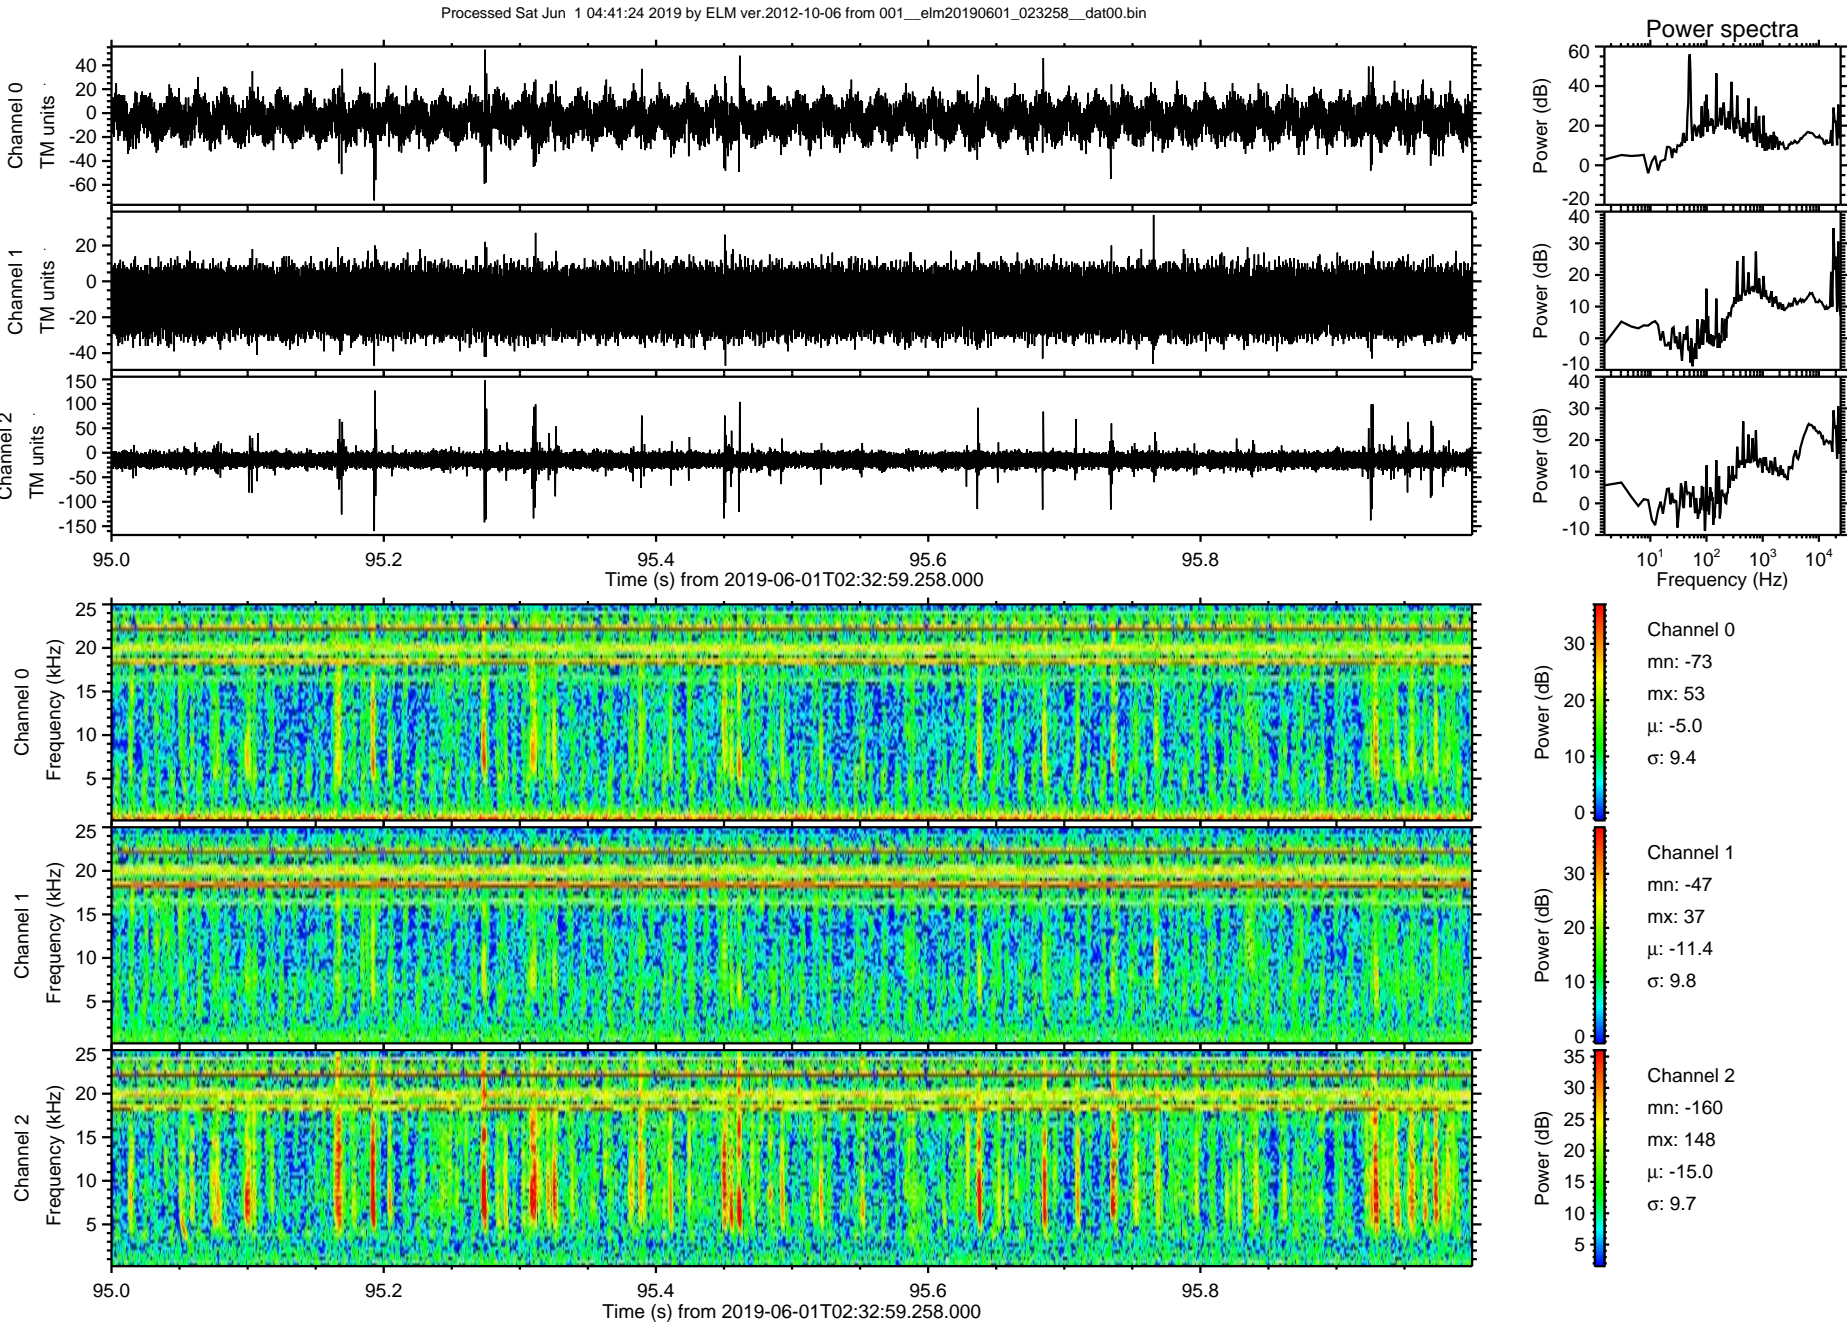 Processed Sat Jun  1 04:41:24 2019 by ELM ver.2012-10-06 from 001__elm20190601_023258__dat00.bin
Power spectra
Channel 0
TM units
40
20
0
-20
-40
-60
Power (dB)
60
40
20
0
-20
Channel 1
TM units
20
0
-20
-40
Power (dB)
40
30
20
10
0
-10
Channel 2
TM units
150
100
50
0
-50
-100
-150
Power (dB)
40
30
20
10
0
-10
95.0 95.2 95.4 95.6 95.8
Time (s) from 2019-06-01T02:32:59.258.000
10¹ 10² 10³ 10⁴
Frequency (Hz)
Channel 0
Frequency (kHz)
25
20
15
10
5
Power (dB)
30
20
10
0
Channel 0
mn: -73
mx: 53
μ: -5.0
σ: 9.4
Channel 1
Frequency (kHz)
25
20
15
10
5
Power (dB)
30
20
10
0
Channel 1
mn: -47
mx: 37
μ: -11.4
σ: 9.8
Channel 2
Frequency (kHz)
25
20
15
10
5
Power (dB)
35
30
25
20
15
10
5
Channel 2
mn: -160
mx: 148
μ: -15.0
σ: 9.7
95.0 95.2 95.4 95.6 95.8
Time (s) from 2019-06-01T02:32:59.258.000